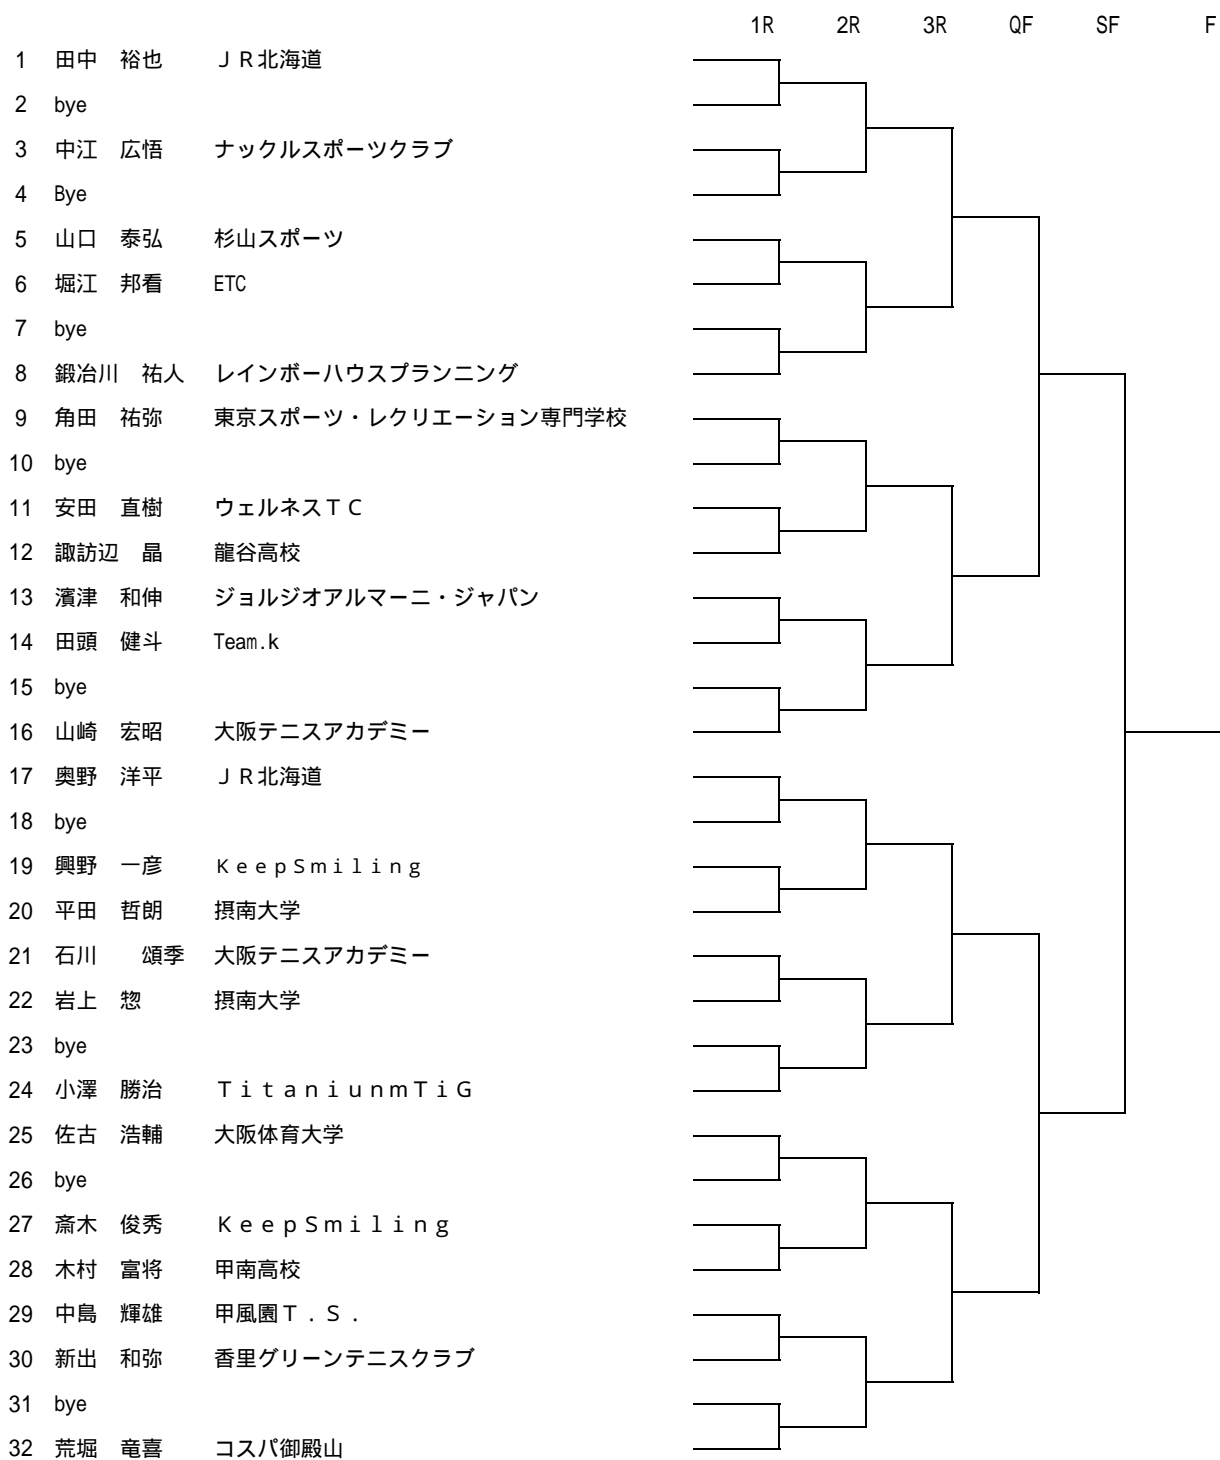 1R 2R 3R QF SF F
1 田中 裕也 ＪＲ北海道
2 bye
3 中江 広悟 ナックルスポーツクラブ
4 Bye
5 山口 泰弘 杉山スポーツ
6 堀江 邦看 ETC
7 bye
8 鍛冶川 祐人 レインボーハウスプランニング
9 角田 祐弥 東京スポーツ・レクリエーション専門学校
10 bye
11 安田 直樹 ウェルネスＴＣ
12 諏訪辺 晶 龍谷高校
13 濱津 和伸 ジョルジオアルマーニ・ジャパン
14 田頭 健斗 Team.k
15 bye
16 山崎 宏昭 大阪テニスアカデミー
17 奥野 洋平 ＪＲ北海道
18 bye
19 興野 一彦 ＫｅｅｐＳｍｉｌｉｎｇ
20 平田 哲朗 摂南大学
21 石川 頌季 大阪テニスアカデミー
22 岩上 惣 摂南大学
23 bye
24 小澤 勝治 ＴｉｔａｎｉｕｎｍＴｉＧ
25 佐古 浩輔 大阪体育大学
26 bye
27 斎木 俊秀 ＫｅｅｐＳｍｉｌｉｎｇ
28 木村 富将 甲南高校
29 中島 輝雄 甲風園Ｔ．Ｓ．
30 新出 和弥 香里グリーンテニスクラブ
31 bye
32 荒堀 竜喜 コスパ御殿山